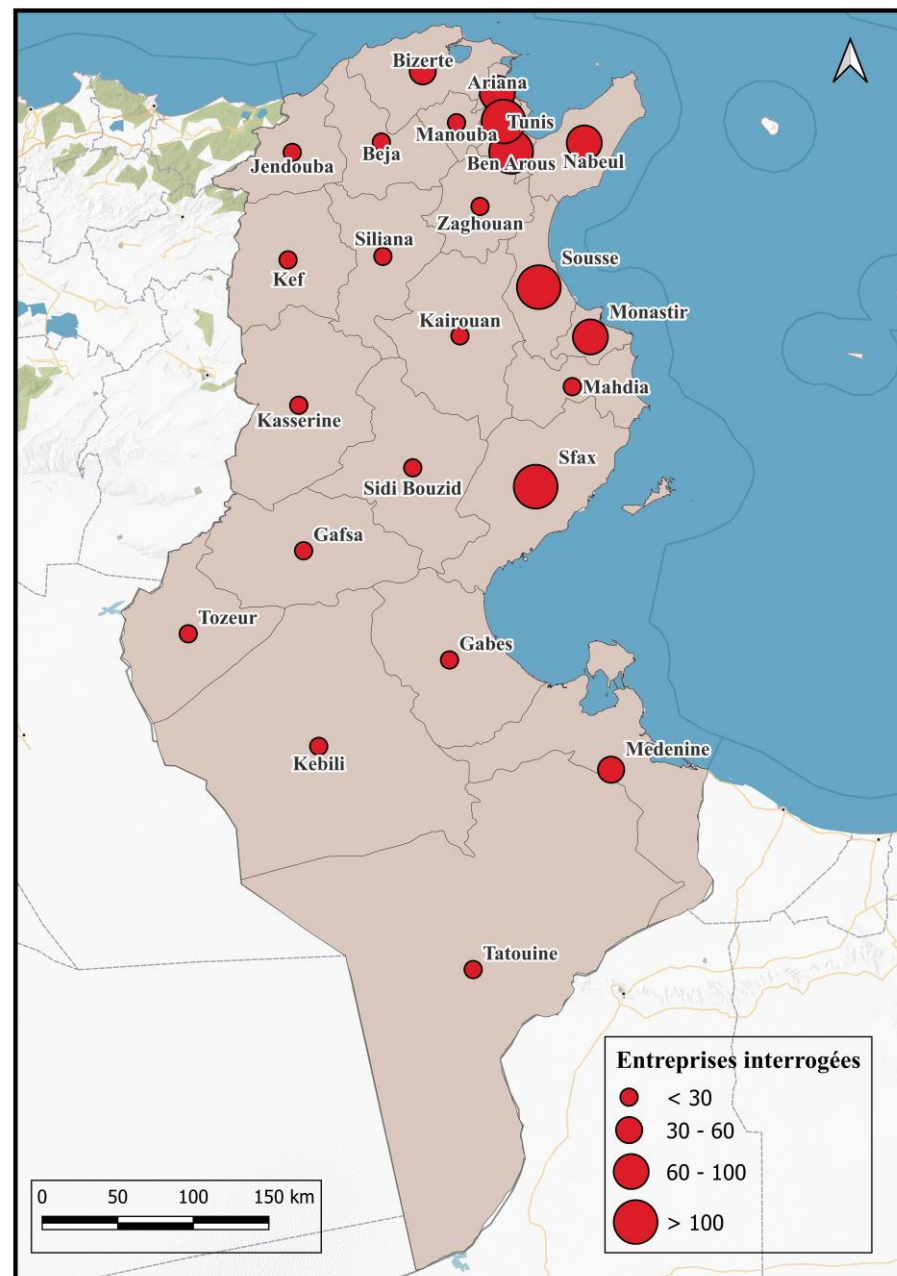 Bizerte
Ariana
Tunis
Manouba
Ben Arous
Nabeul
Beja
Jendouba
Zaghouan
Siliana
Kef
Sousse
Kairouan
Monastir
Mahdia
Kasserine
Sfax
Sidi Bouzid
Gafsa
Tozeur
Gabes
Kebili
Medenine
Tatouine
Entreprises interrogées
< 30
30 - 60
60 - 100
> 100
0 50 100 150 km